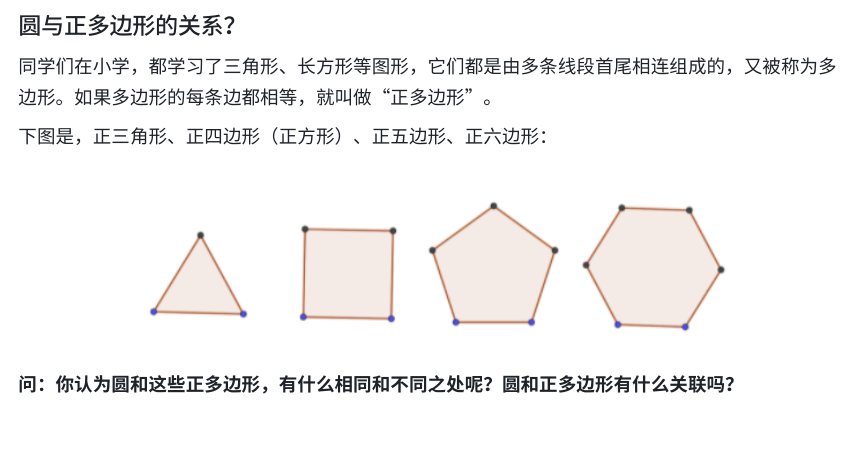 圆与正多边形的关系？
同学们在小学，都学习了三角形、长方形等图形，它们都是由多条线段首尾相连组成的，又被称为多
边形。如果多边形的每条边都相等，就叫做“正多边形”。
下图是，正三角形、正四边形（正方形）、正五边形、正六边形：
问：你认为圆和这些正多边形，有什么相同和不同之处呢？圆和正多边形有什么关联吗？